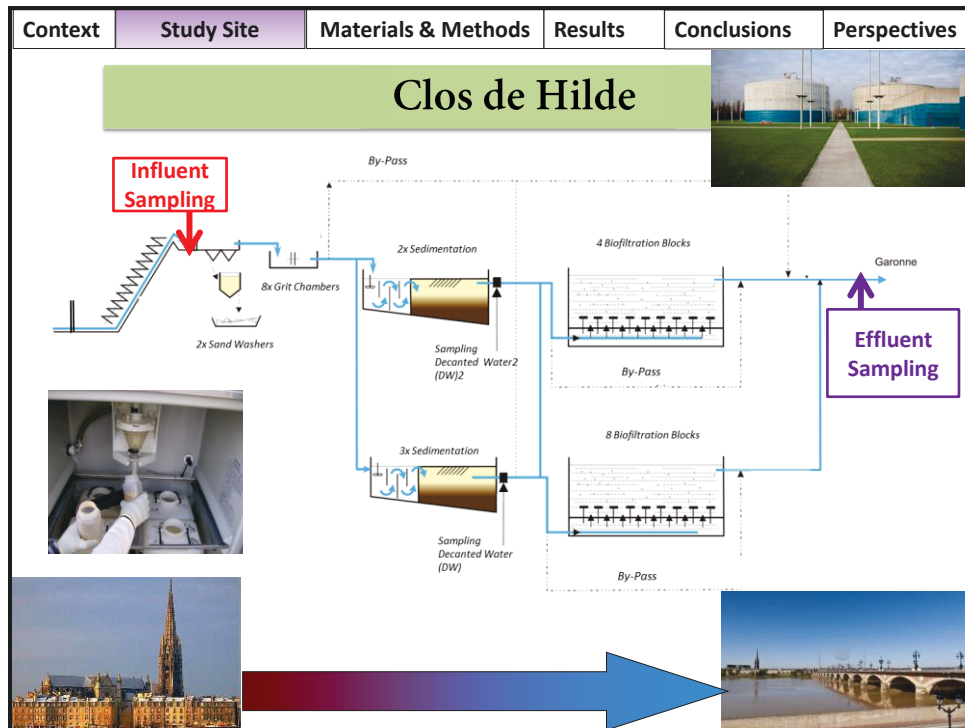 Context
Study Site
Materials & Methods
Results
Conclusions
Perspectives
Clos de Hilde
Influent
Sampling
By-Pass
2x Sedimentation
4 Biofiltration Blocks
Garonne
8x Grit Chambers
2x Sand Washers
Sampling
Decanted Water2
(DW)2
By-Pass
Effluent
Sampling
3x Sedimentation
8 Biofiltration Blocks
Sampling
Decanted Water
(DW)
By-Pass